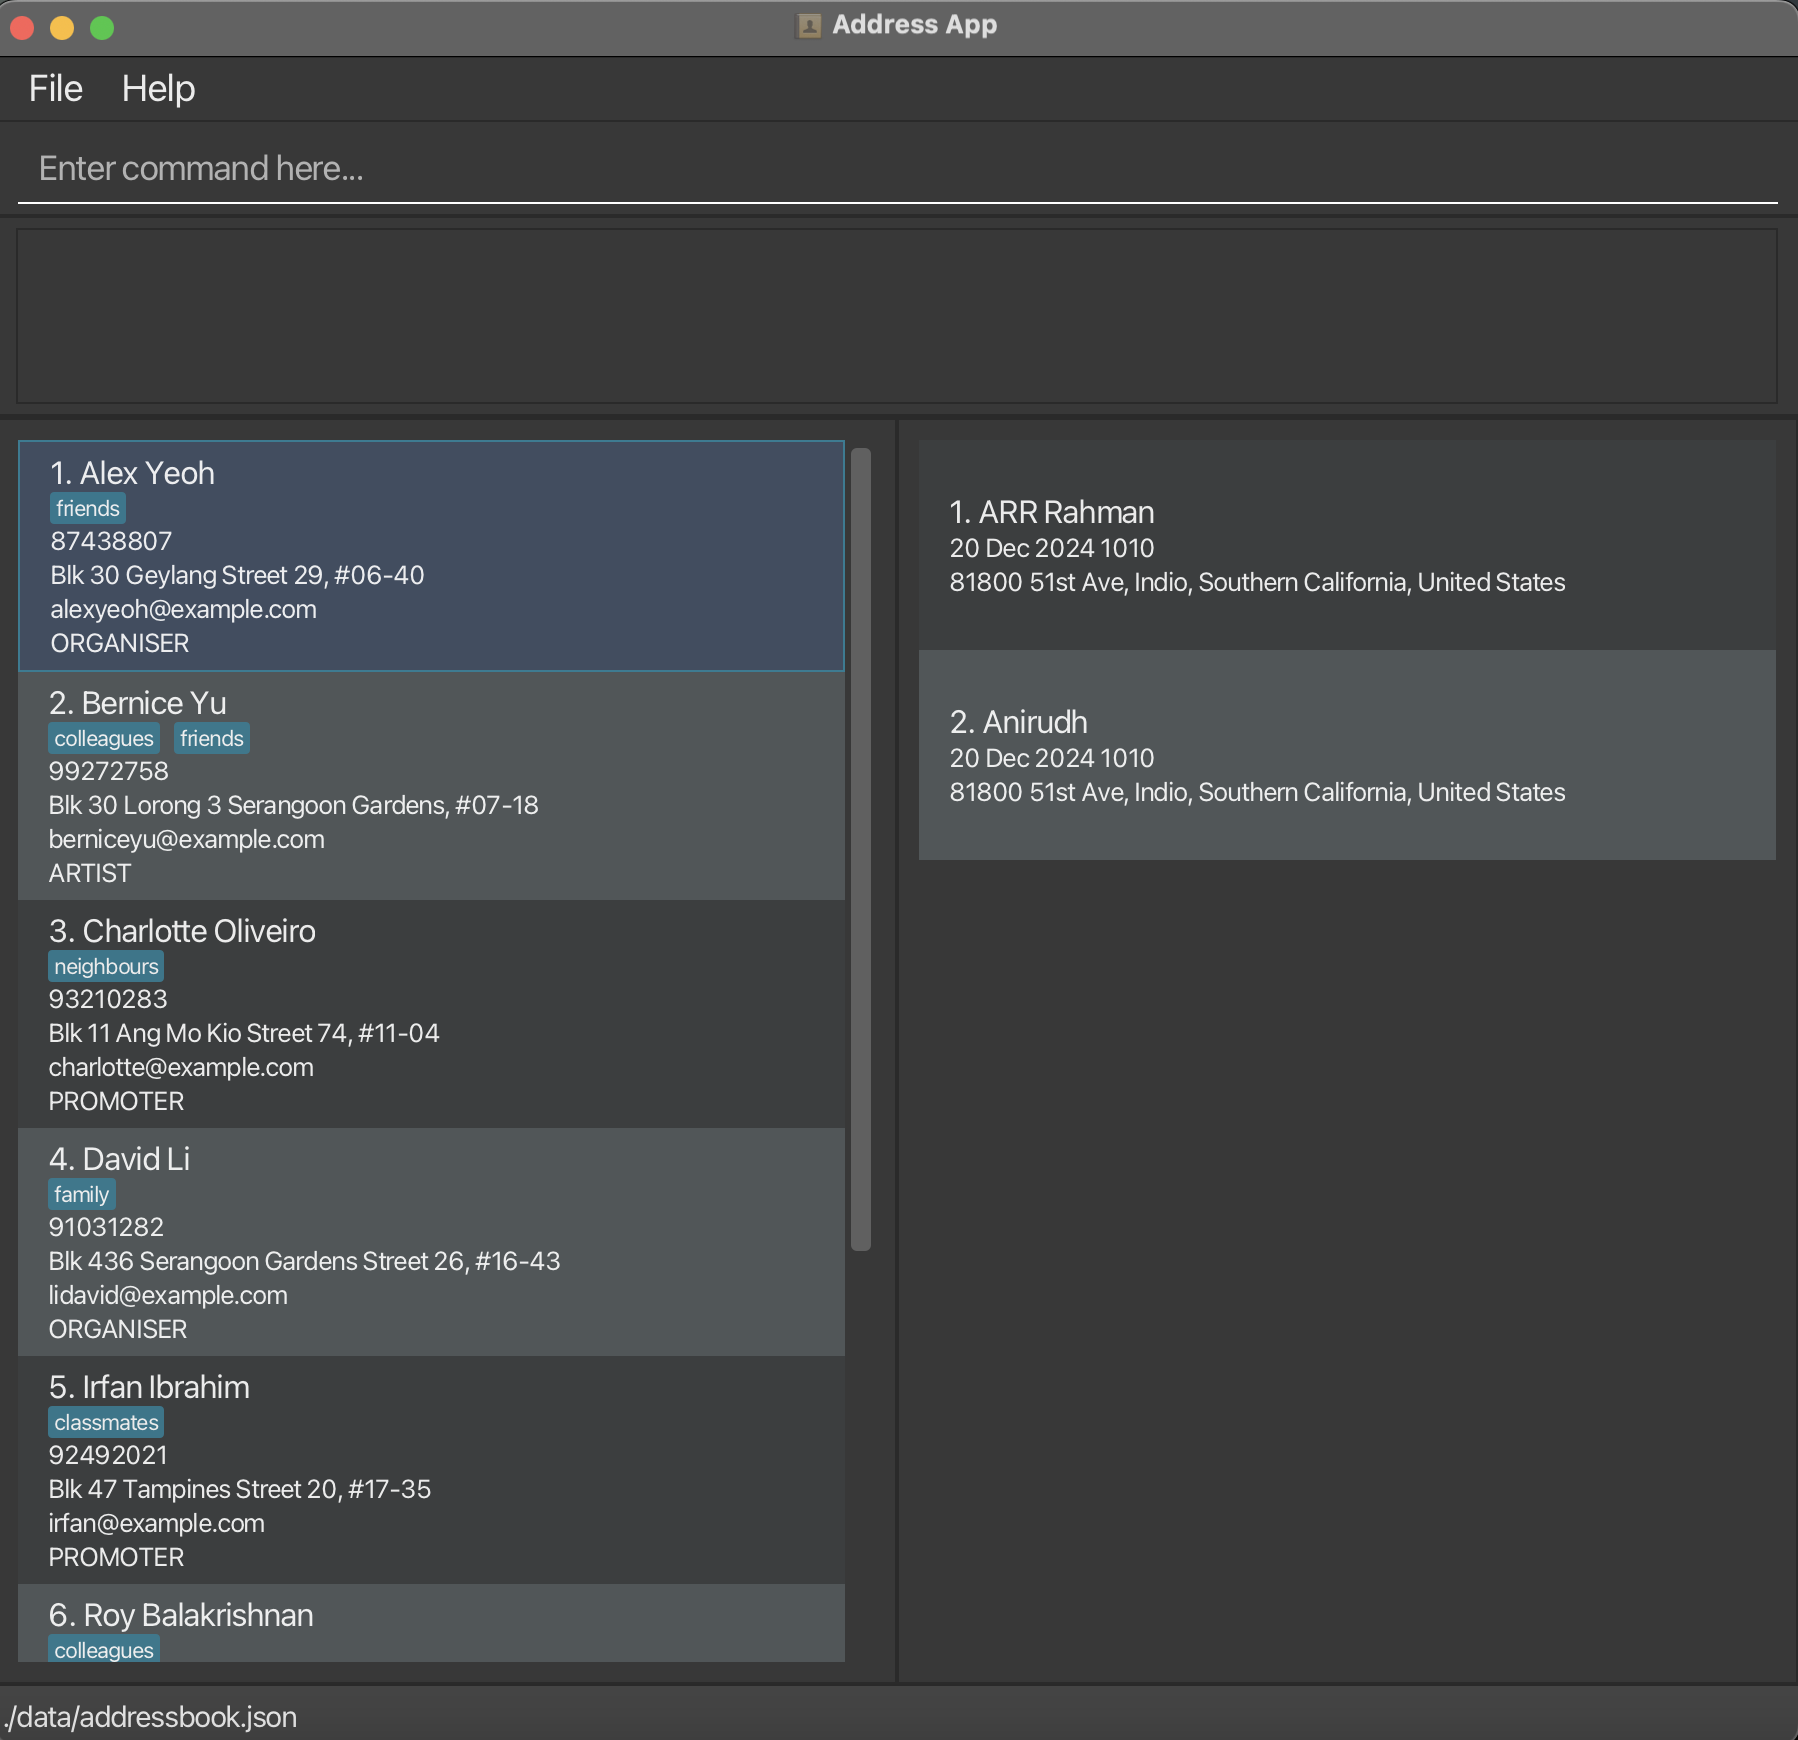 Address App
File Help
Enter command here...
1. Alex Yeoh
friends
87438807
Blk 30 Geylang Street 29, #06-40
alexyeoh@example.com
ORGANISER
2. Bernice Yu
colleagues friends
99272758
Blk 30 Lorong 3 Serangoon Gardens, #07-18
berniceyu@example.com
ARTIST
3. Charlotte Oliveiro
neighbours
93210283
Blk 11 Ang Mo Kio Street 74, #11-04
charlotte@example.com
PROMOTER
4. David Li
family
91031282
Blk 436 Serangoon Gardens Street 26, #16-43
lidavid@example.com
ORGANISER
5. Irfan Ibrahim
classmates
92492021
Blk 47 Tampines Street 20, #17-35
irfan@example.com
PROMOTER
6. Roy Balakrishnan
colleagues
1. ARR Rahman
20 Dec 2024 1010
81800 51st Ave, Indio, Southern California, United States
2. Anirudh
20 Dec 2024 1010
81800 51st Ave, Indio, Southern California, United States
./data/addressbook.json